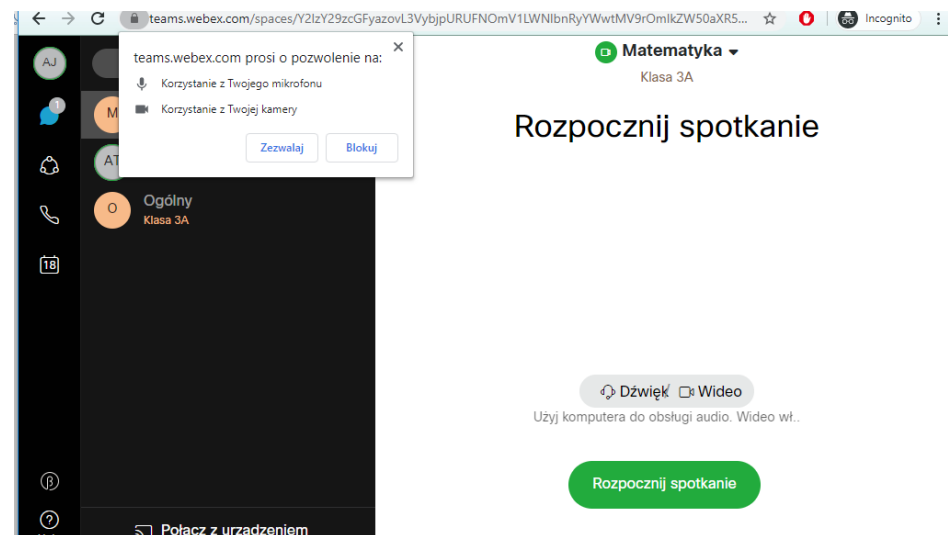 teams.webex.com/spaces/Y2lzY29zcGFyazovL3VybjpURUFNOmV1LWNlbnRyYWwtMV9rOmlkZW50aXR5...
Incognito
AJ
teams.webex.com prosi o pozwolenie na:
Korzystanie z Twojego mikrofonu
Korzystanie z Twojej kamery
Zezwalaj
Blokuj
1
M
AT
O
Ogólny
Klasa 3A
18
β
?
Połącz z urządzeniem
Matematyka
Klasa 3A
Rozpocznij spotkanie
Dźwięk
Wideo
Użyj komputera do obsługi audio. Wideo wł..
Rozpocznij spotkanie